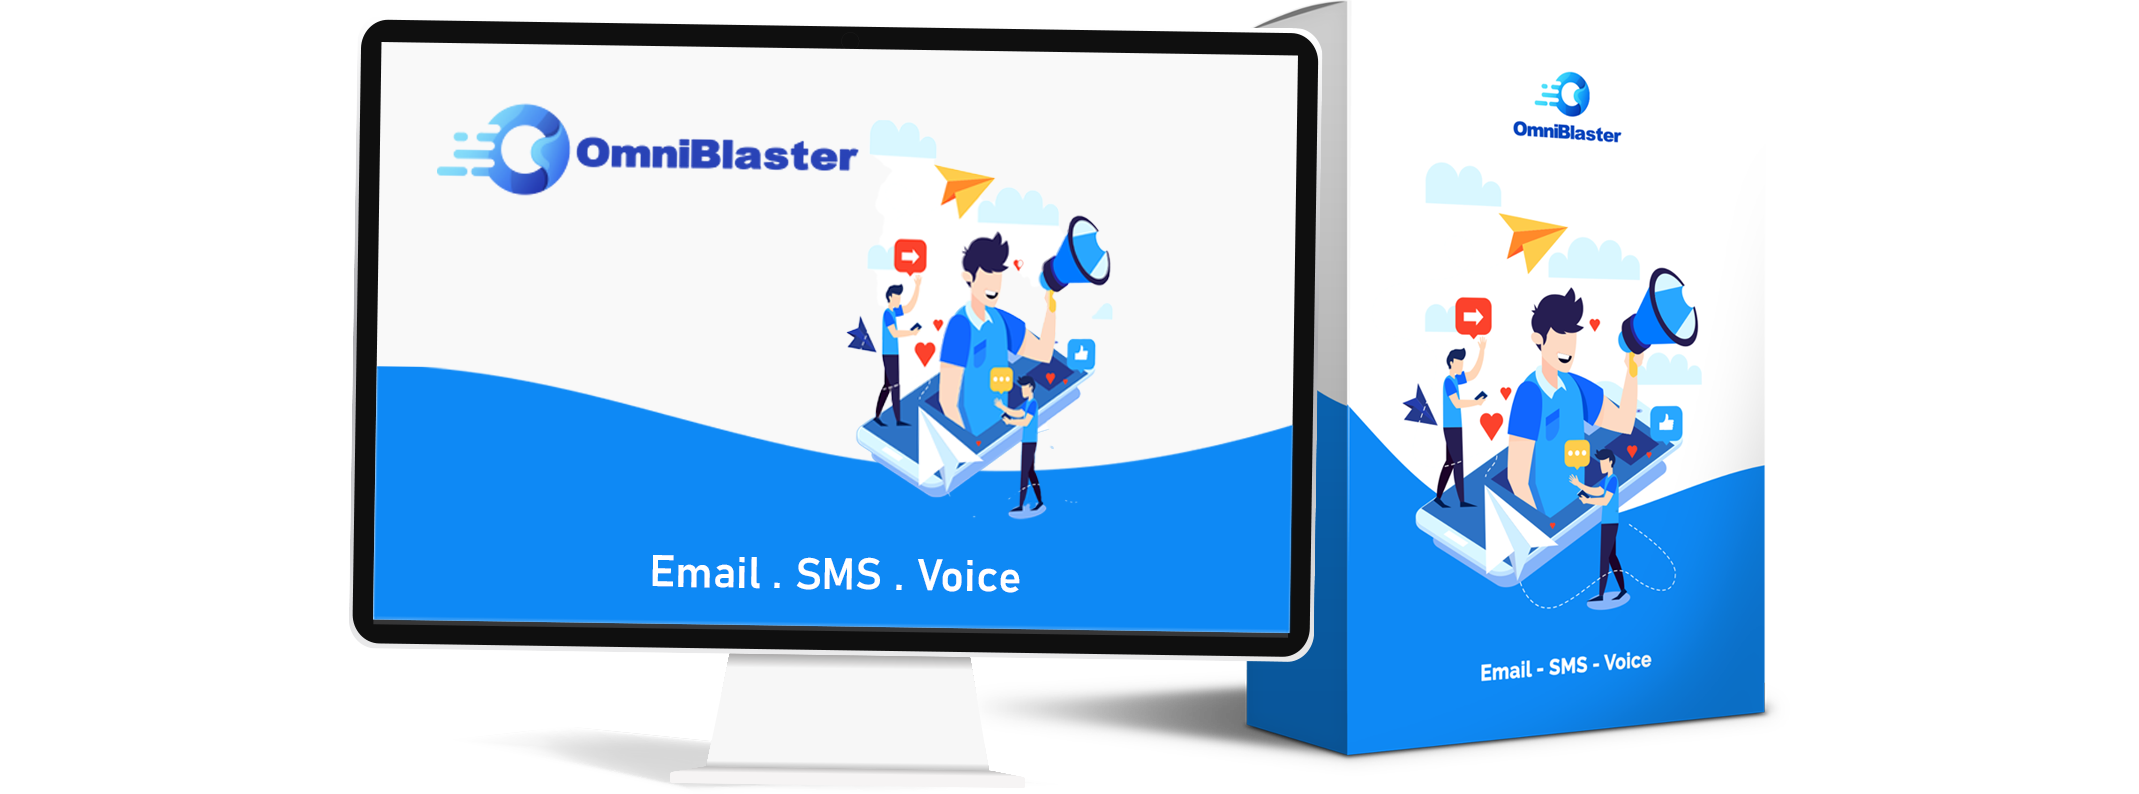 OmniBlaster
Email . SMS . Voice
OmniBlaster
Email - SMS - Voice